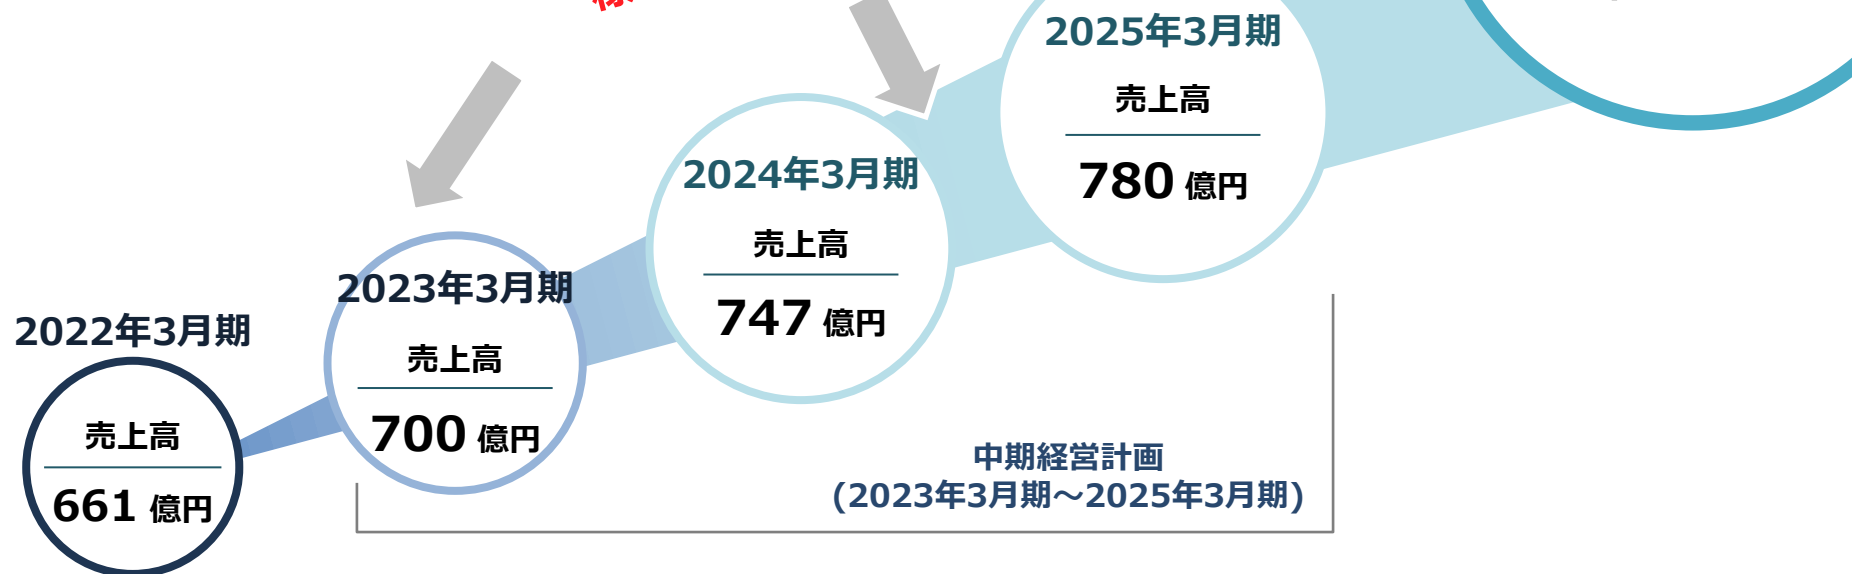 2022年3月期
売上高
661 億円
2023年3月期
売上高
700 億円
2024年3月期
売上高
747 億円
2025年3月期
売上高
780 億円
中期経営計画
(2023年3月期～2025年3月期)